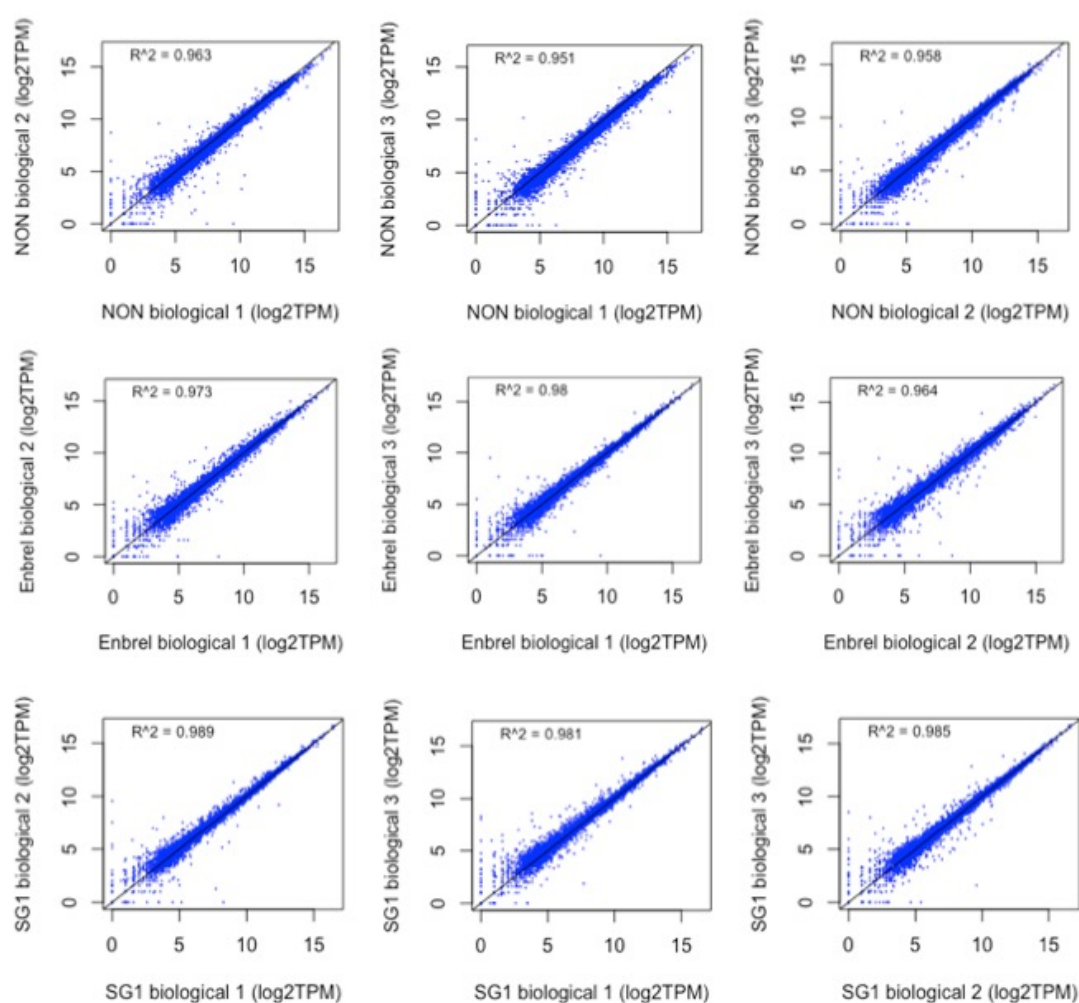 R^2 = 0.963
NON biological 2 (log2TPM)
15
10
5
0
0 5 10 15
NON biological 1 (log2TPM)
R^2 = 0.951
NON biological 3 (log2TPM)
15
10
5
0
0 5 10 15
NON biological 1 (log2TPM)
R^2 = 0.958
NON biological 3 (log2TPM)
15
10
5
0
0 5 10 15
NON biological 2 (log2TPM)
R^2 = 0.973
Enbrel biological 2 (log2TPM)
15
10
5
0
0 5 10 15
Enbrel biological 1 (log2TPM)
R^2 = 0.98
Enbrel biological 3 (log2TPM)
15
10
5
0
0 5 10 15
Enbrel biological 1 (log2TPM)
R^2 = 0.964
Enbrel biological 3 (log2TPM)
15
10
5
0
0 5 10 15
Enbrel biological 2 (log2TPM)
R^2 = 0.989
SG1 biological 2 (log2TPM)
15
10
5
0
0 5 10 15
SG1 biological 1 (log2TPM)
R^2 = 0.981
SG1 biological 3 (log2TPM)
15
10
5
0
0 5 10 15
SG1 biological 1 (log2TPM)
R^2 = 0.985
SG1 biological 3 (log2TPM)
15
10
5
0
0 5 10 15
SG1 biological 2 (log2TPM)